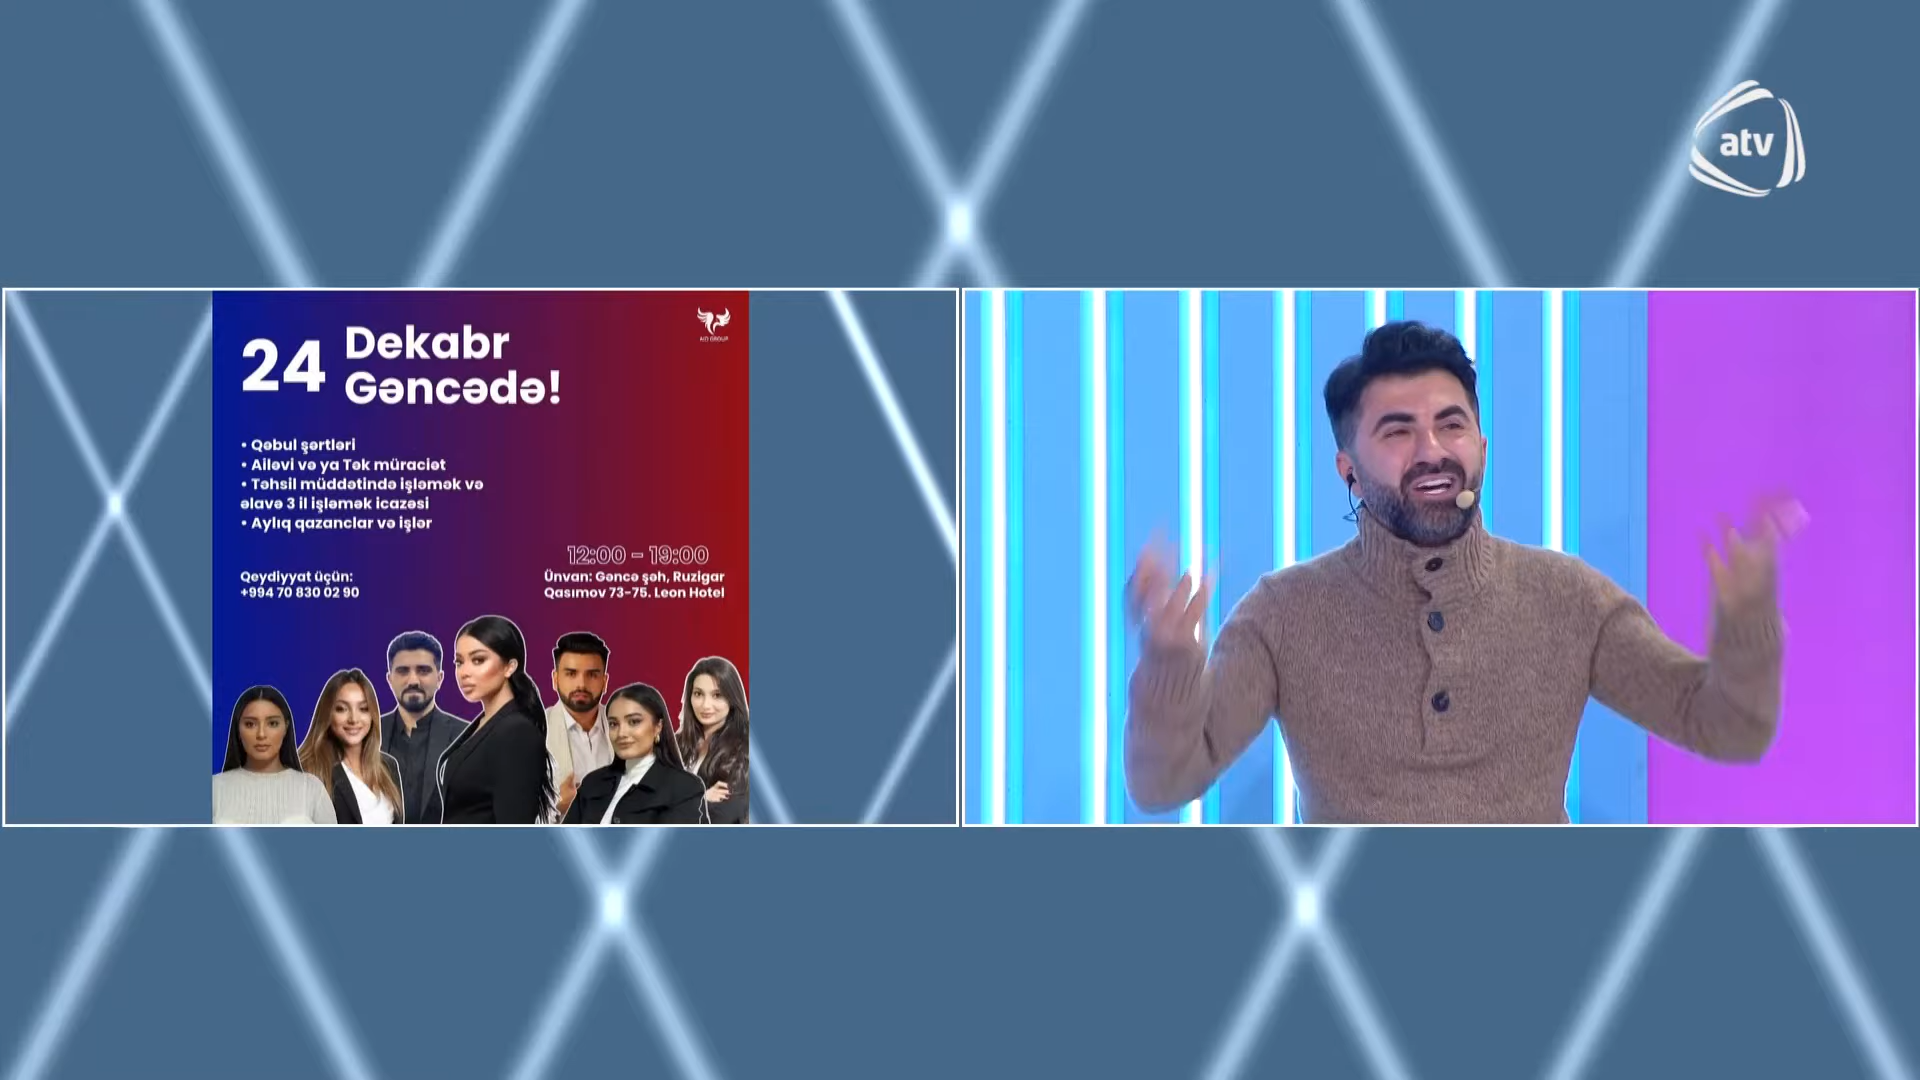 atv
24 Dekabr
Gəncədə!
• Qəbul şərtləri
• Ailəvi və ya Tək müraciət
• Təhsil müddətində işləmək və
əlavə 3 il işləmək icazəsi
• Aylıq qazanclar və işlər
12:00 - 19:00
Ünvan: Gəncə şəh, Ruzigar
Qasımov 73-75. Leon Hotel
Qeydiyyat üçün:
+994 70 830 02 90